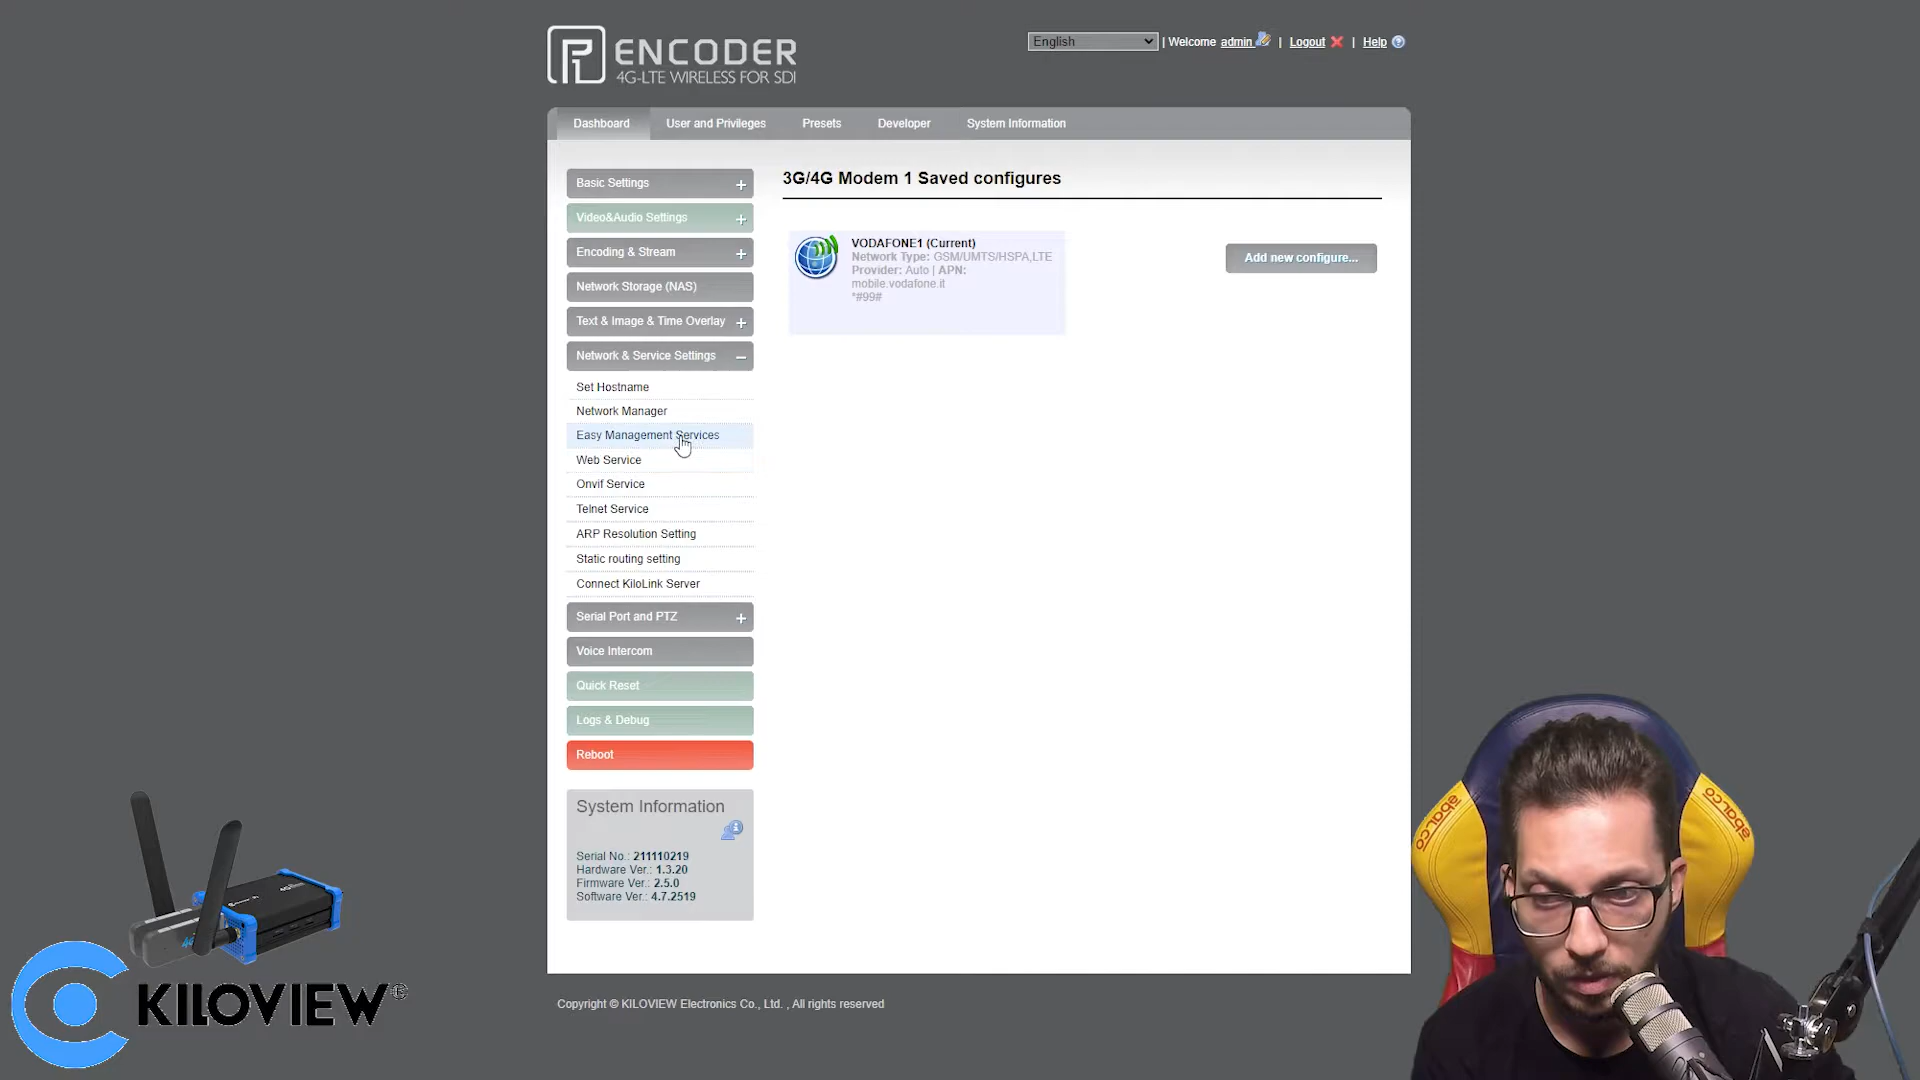 ENCODER
4G-LTE WIRELESS FOR SDI
English | Welcome admin | Logout | Help
Dashboard User and Privileges Presets Developer System Information
Basic Settings
Video&Audio Settings
Encoding & Stream
Network Storage (NAS)
Text & Image & Time Overlay
Network & Service Settings
Set Hostname
Network Manager
Easy Management Services
Web Service
Onvif Service
Telnet Service
ARP Resolution Setting
Static routing setting
Connect KiloLink Server
Serial Port and PTZ
Voice Intercom
Quick Reset
Logs & Debug
Reboot
System Information
Serial No.: 211110219
Hardware Ver.: 1.3.20
Firmware Ver.: 2.5.0
Software Ver.: 4.7.2519
3G/4G Modem 1 Saved configures
VODAFONE1 (Current)
Network Type: GSM/UMTS/HSPA,LTE
Provider: Auto | APN:
mobile.vodafone.it
*#99#
Add new configure...
Copyright © KILOVIEW Electronics Co., Ltd. , All rights reserved
KILOVIEW®
sparco
sparco